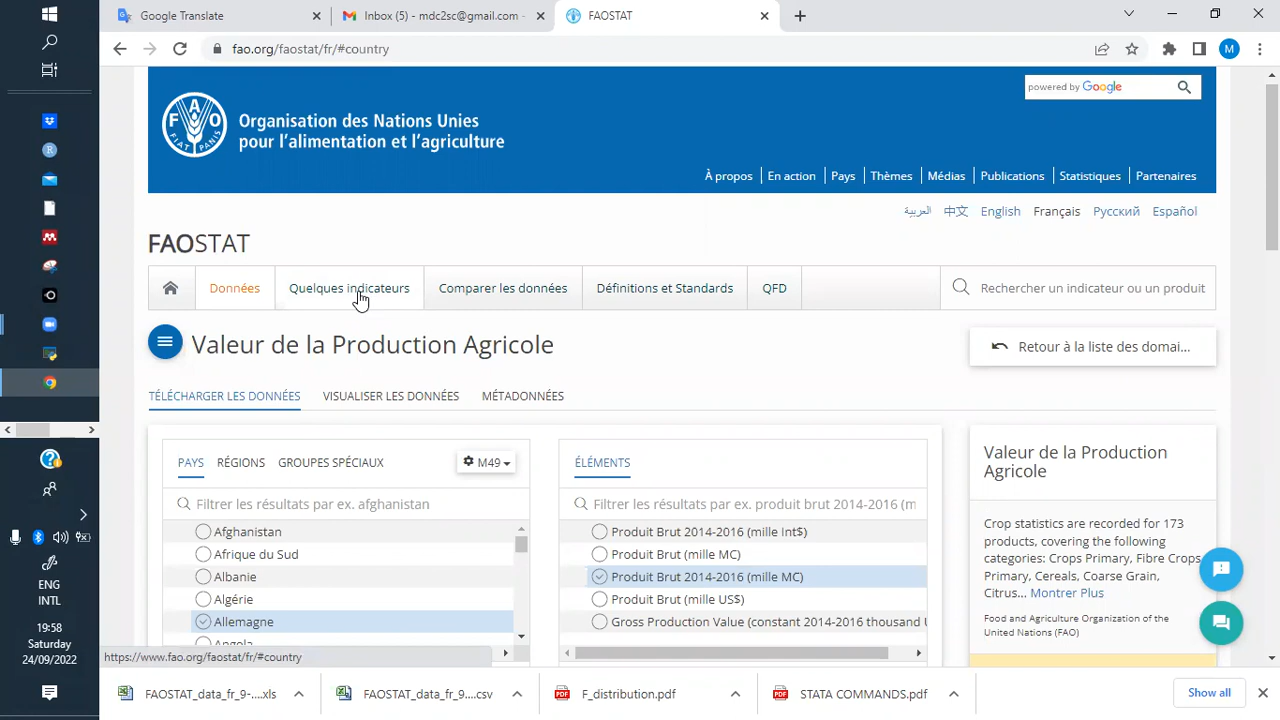 Google Translate
Inbox (5) - mdc2sc@gmail.com -
FAOSTAT
fao.org/faostat/fr/#country
M
powered by Google
F A O
FIAT PANIS
Organisation des Nations Unies
pour l'alimentation et l'agriculture
À propos
En action
Pays
Thèmes
Médias
Publications
Statistiques
Partenaires
العربية
中文
English
Français
Русский
Español
FAOSTAT
Données
Quelques indicateurs
Comparer les données
Définitions et Standards
QFD
Rechercher un indicateur ou un produit
Valeur de la Production Agricole
Retour à la liste des domai...
TÉLÉCHARGER LES DONNÉES
VISUALISER LES DONNÉES
MÉTADONNÉES
PAYS
RÉGIONS
GROUPES SPÉCIAUX
M49
Filtrer les résultats par ex. afghanistan
Afghanistan
Afrique du Sud
Albanie
Algérie
Allemagne
Angola
ÉLÉMENTS
Filtrer les résultats par ex. produit brut 2014-2016 (m
Produit Brut 2014-2016 (mille Int$)
Produit Brut (mille MC)
Produit Brut 2014-2016 (mille MC)
Produit Brut (mille US$)
Gross Production Value (constant 2014-2016 thousand U
Valeur de la Production
Agricole
Crop statistics are recorded for 173
products, covering the following
categories: Crops Primary, Fibre Crops
Primary, Cereals, Coarse Grain,
Citrus... Montrer Plus
Food and Agriculture Organization of the
United Nations (FAO)
https://www.fao.org/faostat/fr/#country
ENG
INTL
19:58
Saturday
24/09/2022
FAOSTAT_data_fr_9-....xls
FAOSTAT_data_fr_9....csv
F_distribution.pdf
STATA COMMANDS.pdf
Show all